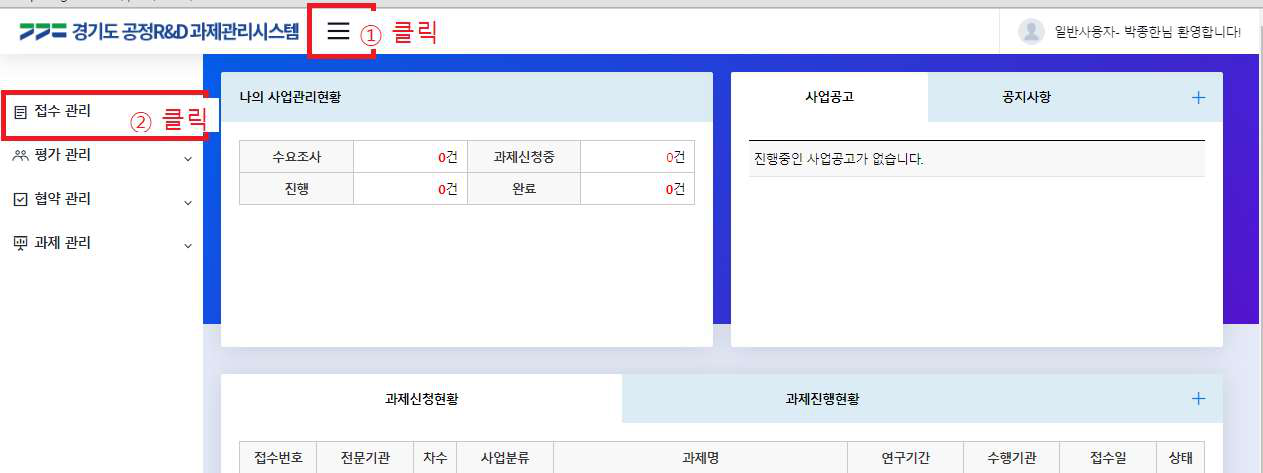 경기도 공정R&D 과제관리시스템
① 클릭
일반사용자- 박종한님 환영합니다!
접수 관리
② 클릭
평가 관리
협약 관리
과제 관리
나의 사업관리현황
수요조사 0건 과제신청중 0건
진행 0건 완료 0건
사업공고 공지사항 +
진행중인 사업공고가 없습니다.
과제신청현황 과제진행현황 +
접수번호 전문기관 차수 사업분류 과제명 연구기간 수행기관 접수일 상태